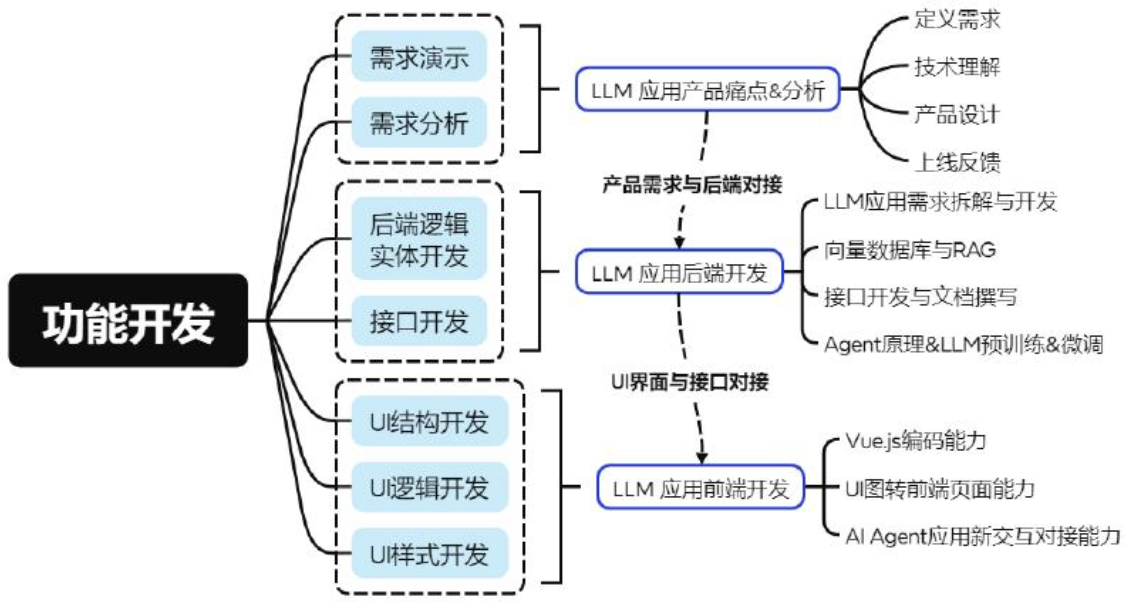 功能开发
需求演示
需求分析
后端逻辑
实体开发
接口开发
UI结构开发
UI逻辑开发
UI样式开发
LLM 应用产品痛点&分析
定义需求
技术理解
产品设计
上线反馈
产品需求与后端对接
LLM 应用后端开发
LLM应用需求拆解与开发
向量数据库与RAG
接口开发与文档撰写
Agent原理&LLM预训练&微调
UI界面与接口对接
LLM 应用前端开发
Vue.js编码能力
UI图转前端页面能力
AI Agent应用新交互对接能力